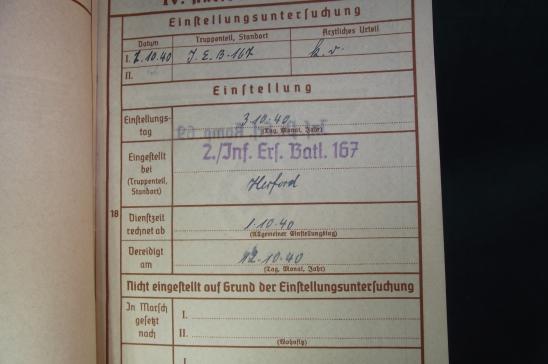 Einstellungsuntersuchung
Datum Truppenteil, Standort Ärztliches Urteil
I. 2.10.40 J. E. B. 167 k v.
II.
Einstellung
Einstellungstag 3.10.40
(Tag, Monat, Jahr)
Eingestellt bei (Truppenteil, Standort) 2./Inf. Ers. Batl. 167
Herford
18
Dienstzeit rechnet ab 1.10.40
(Allgemeiner Einstellungstag)
Vereidigt am 12.10.40
(Tag, Monat, Jahr)
Nicht eingestellt auf Grund der Einstellungsuntersuchung
In Marsch gesetzt nach I.
II.
(Wohnsitz)
I.